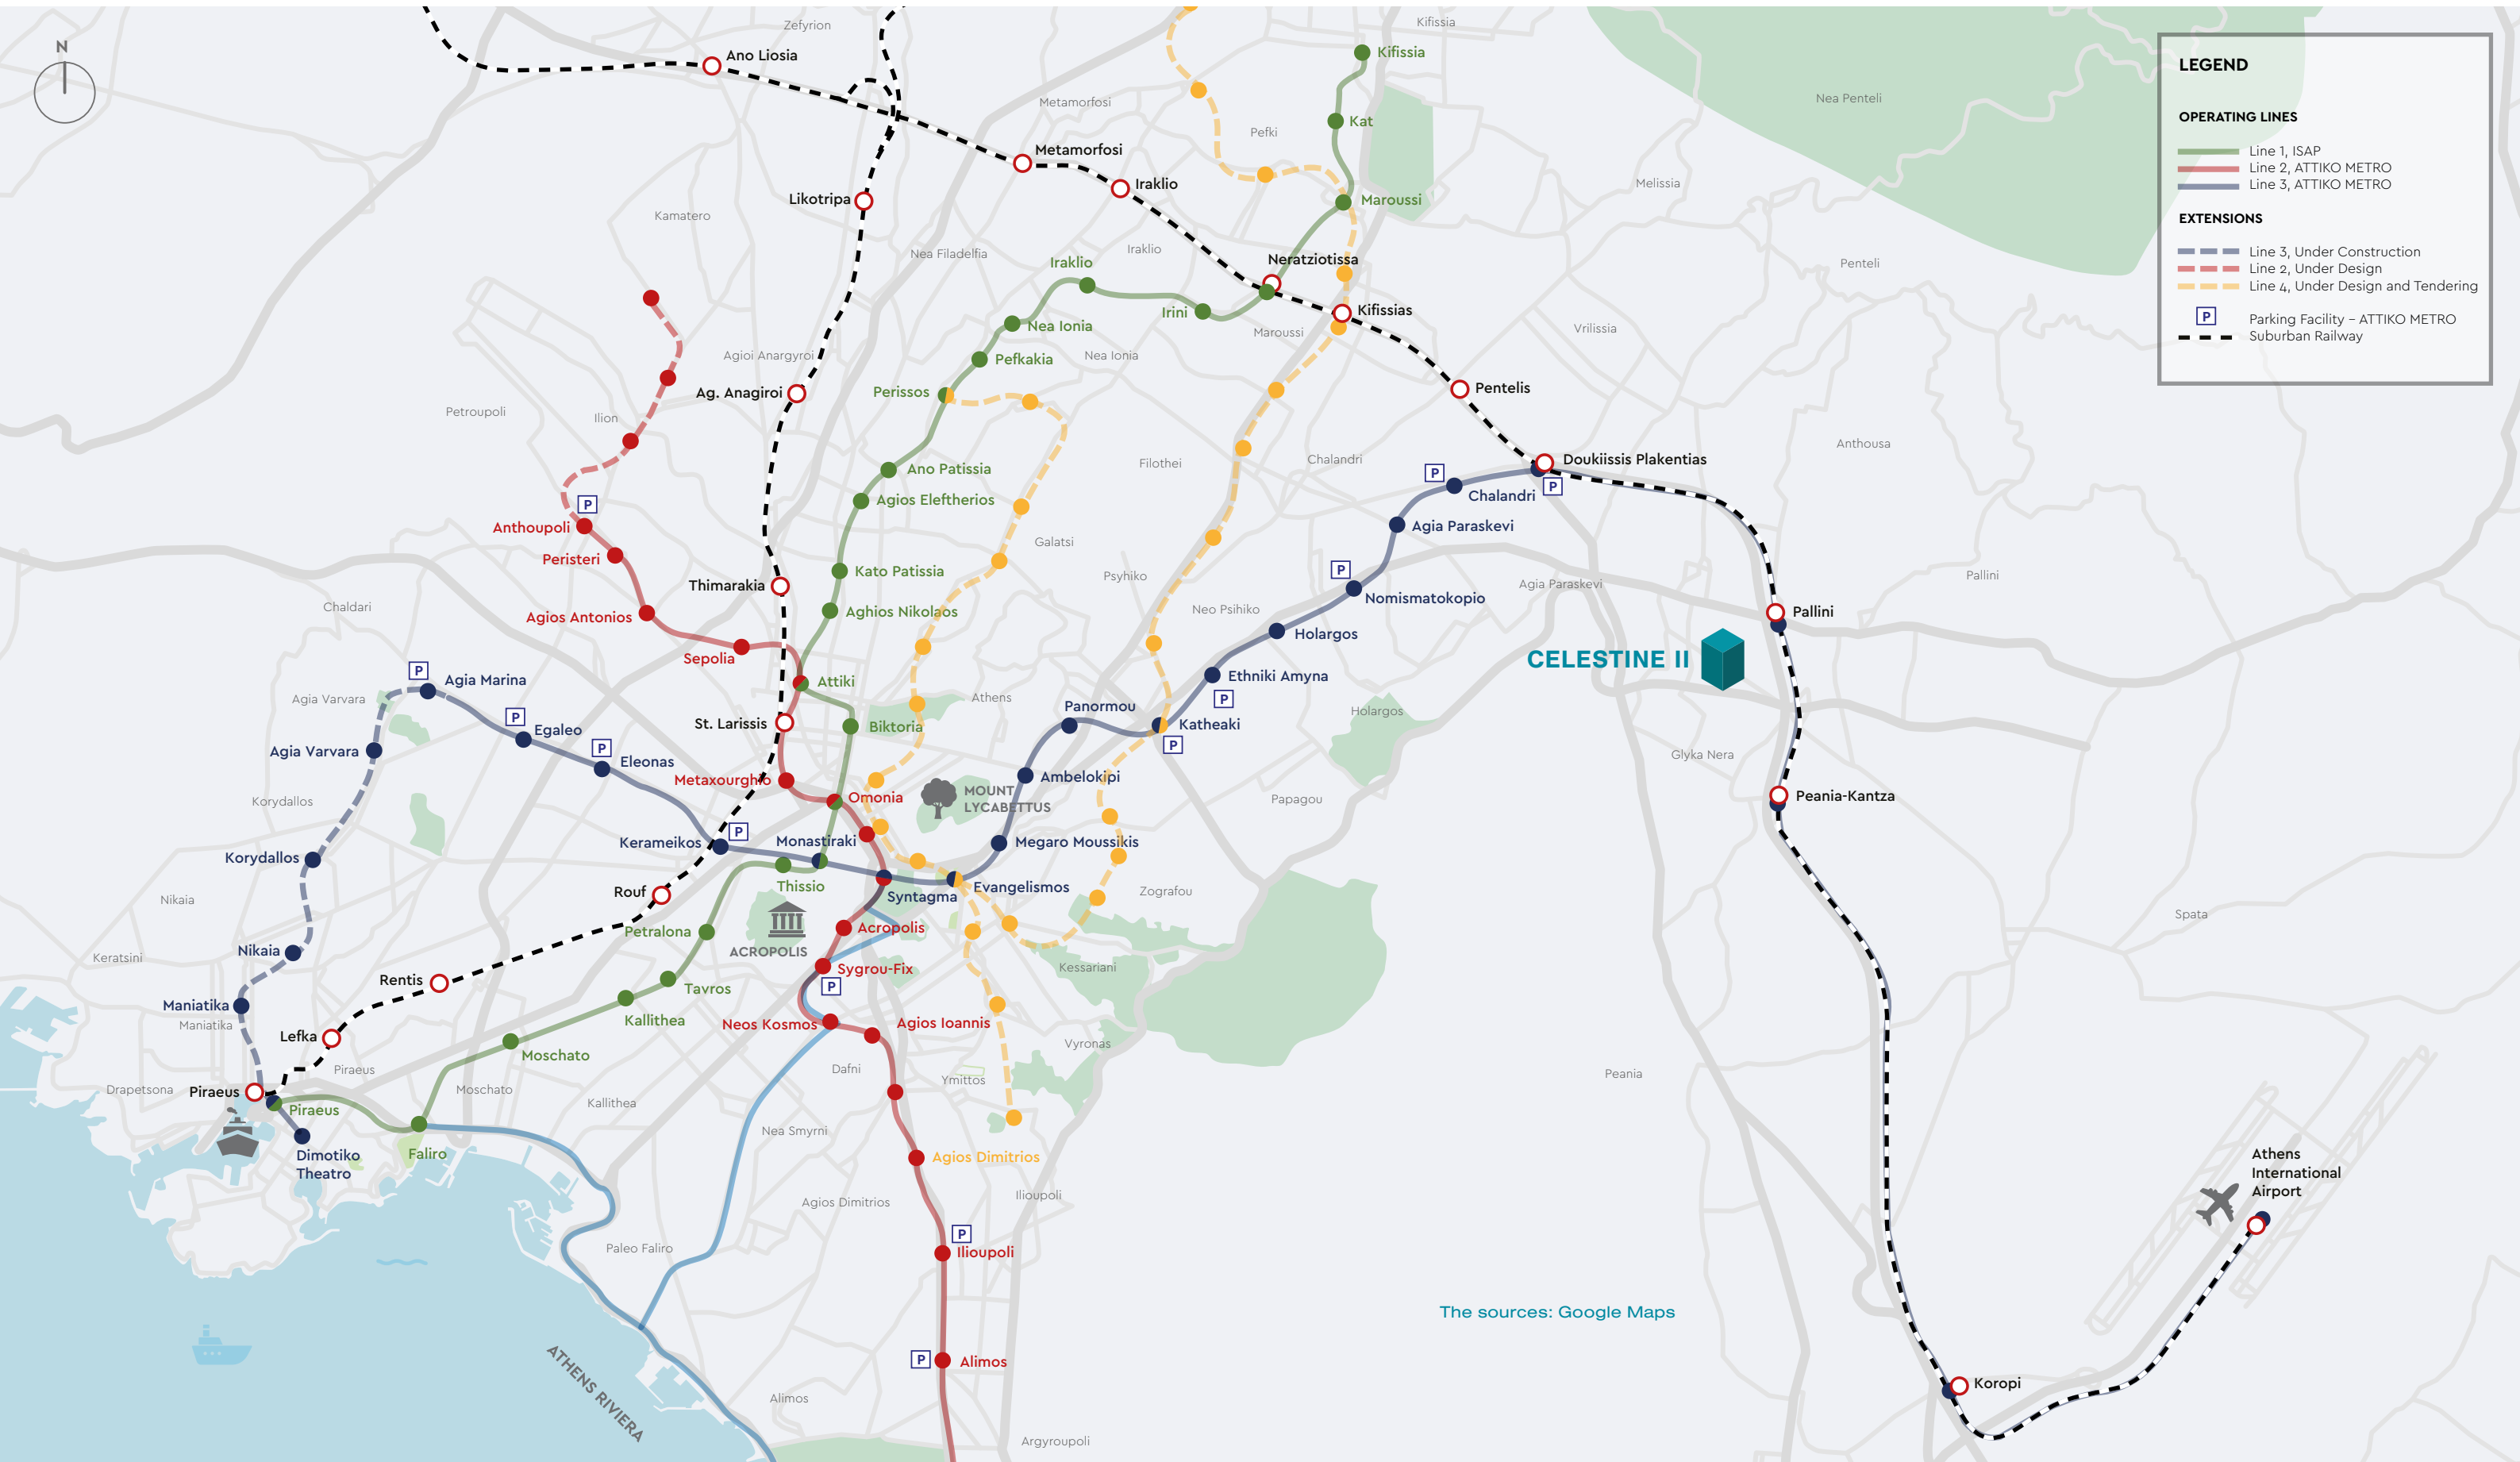 N
Zefyrion
Kifissia
Ano Liosia
Kifissia
LEGEND
Nea Penteli
Metamorfosi
OPERATING LINES
Kat
Pefki
Metamorfosi
Line 1, ISAP
Line 2, ATTIKO METRO
Line 3, ATTIKO METRO
Iraklio
Melissia
Likotripa
Maroussi
Kamatero
EXTENSIONS
Nea Filadelfia
Iraklio
Line 3, Under Construction
Iraklio
Neratziotissa
Penteli
Line 2, Under Design
Line 4, Under Design and Tendering
Irini
Kifissias
P
Parking Facility – ATTIKO METRO
Nea Ionia
Maroussi
Vrilissia
Suburban Railway
Agioi Anargyroi
Pefkakia
Nea Ionia
Pentelis
Ag. Anagiroi
Perissos
Petroupoli
Ilion
Anthousa
Filothei
Chalandri
Doukiissis Plakentias
Ano Patissia
P
P
Chalandri
Agios Eleftherios
P
Anthoupoli
Agia Paraskevi
Galatsi
Peristeri
Kato Patissia
P
Psyhiko
Pallini
Thimarakia
Agia Paraskevi
Nomismatokopio
Chaldari
Neo Psihiko
Aghios Nikolaos
Pallini
Agios Antonios
Holargos
Sepolia
CELESTINE II
P
Agia Marina
Attiki
Ethniki Amyna
P
Agia Varvara
Athens
Panormou
Holargos
P
St. Larissis
Biktoria
Katheaki
Egaleo
P
P
Agia Varvara
Eleonas
Glyka Nera
Metaxourghio
Ambelokipi
MOUNT
LYCABETTUS
Omonia
Korydallos
Papagou
Peania-Kantza
P
Kerameikos
Monastiraki
Megaro Moussikis
Korydallos
Thissio
Evangelismos
Rouf
Syntagma
Zografou
Nikaia
Spata
Petralona
Acropolis
ACROPOLIS
Nikaia
Keratsini
Sygrou-Fix
Kessariani
Rentis
P
Tavros
Maniatika
Maniatika
Kallithea
Neos Kosmos
Agios Ioannis
Lefka
Vyronas
Moschato
Piraeus
Dafni
Peania
Ymittos
Drapetsona
Piraeus
Moschato
Piraeus
Kallithea
Nea Smyrni
Faliro
Dimotiko
Theatro
Agios Dimitrios
Athens
International
Airport
Agios Dimitrios
Ilioupoli
P
Paleo Faliro
Ilioupoli
The sources: Google Maps
P
Alimos
ATHENS RIVIERA
Koropi
Alimos
Argyroupoli